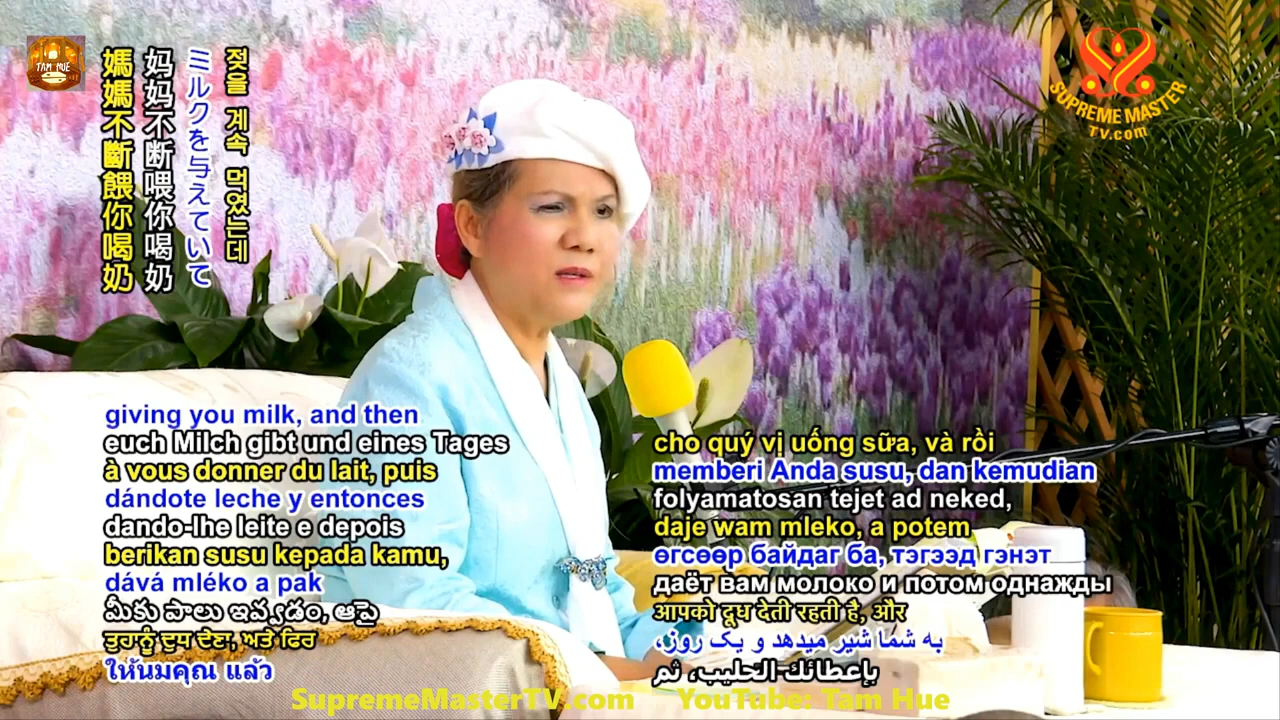 TAM HUE
媽媽不斷餵你喝奶
妈妈不断喂你喝奶
ミルクを与えていて
젖을 계속 먹였는데
SUPREME MASTER
TV.com
giving you milk, and then
euch Milch gibt und eines Tages
à vous donner du lait, puis
dándote leche y entonces
dando-lhe leite e depois
berikan susu kepada kamu,
dává mléko a pak
మీకు పాలు ఇవ్వడం, ఆపై
ਤੁਹਾਨੂੰ ਦੁਧ ਦੇਣਾ, ਅਤੇ ਫਿਰ
ให้นมคุณ แล้ว
cho quý vị uống sữa, và rồi
memberi Anda susu, dan kemudian
folyamatosan tejet ad neked,
daje wam mleko, a potem
өгсөөр байдаг ба, тэгээд гэнэт
даёт вам молоко и потом однажды
आपको दूध देती रहती है, और
به شما شیر میدهد و یک روز،
بإعطائك الحليب، ثم
SupremeMasterTV.com YouTube: Tam Hue